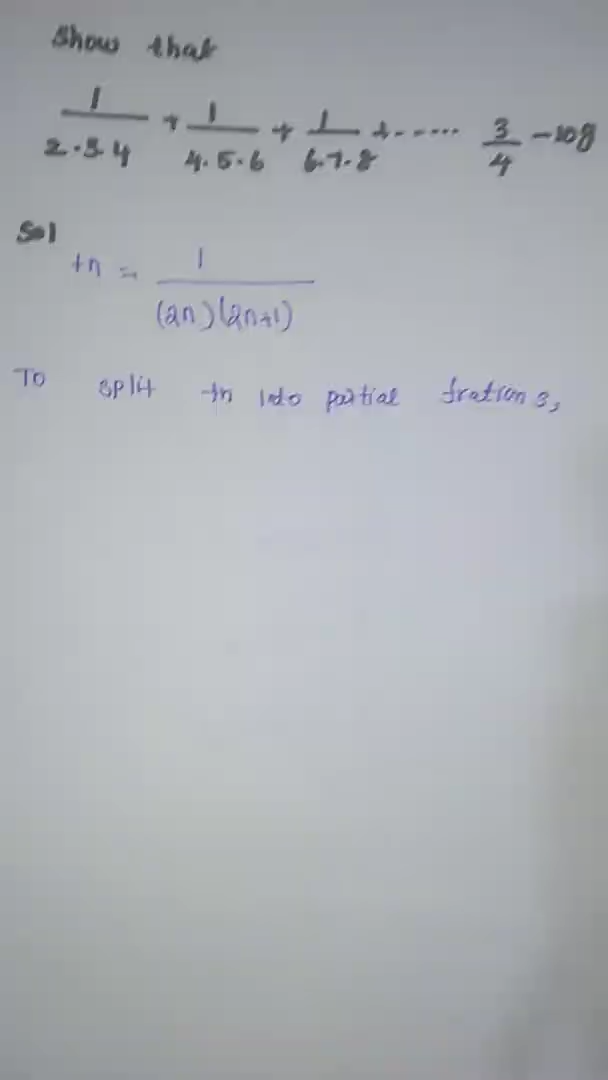 Show that
1/2.3.4 + 1/4.5.6 + 1/6.7.8 + ...... 3/4 - log
Sol
tn = 1/(2n)(2n+1)
To split tn into partial frations,